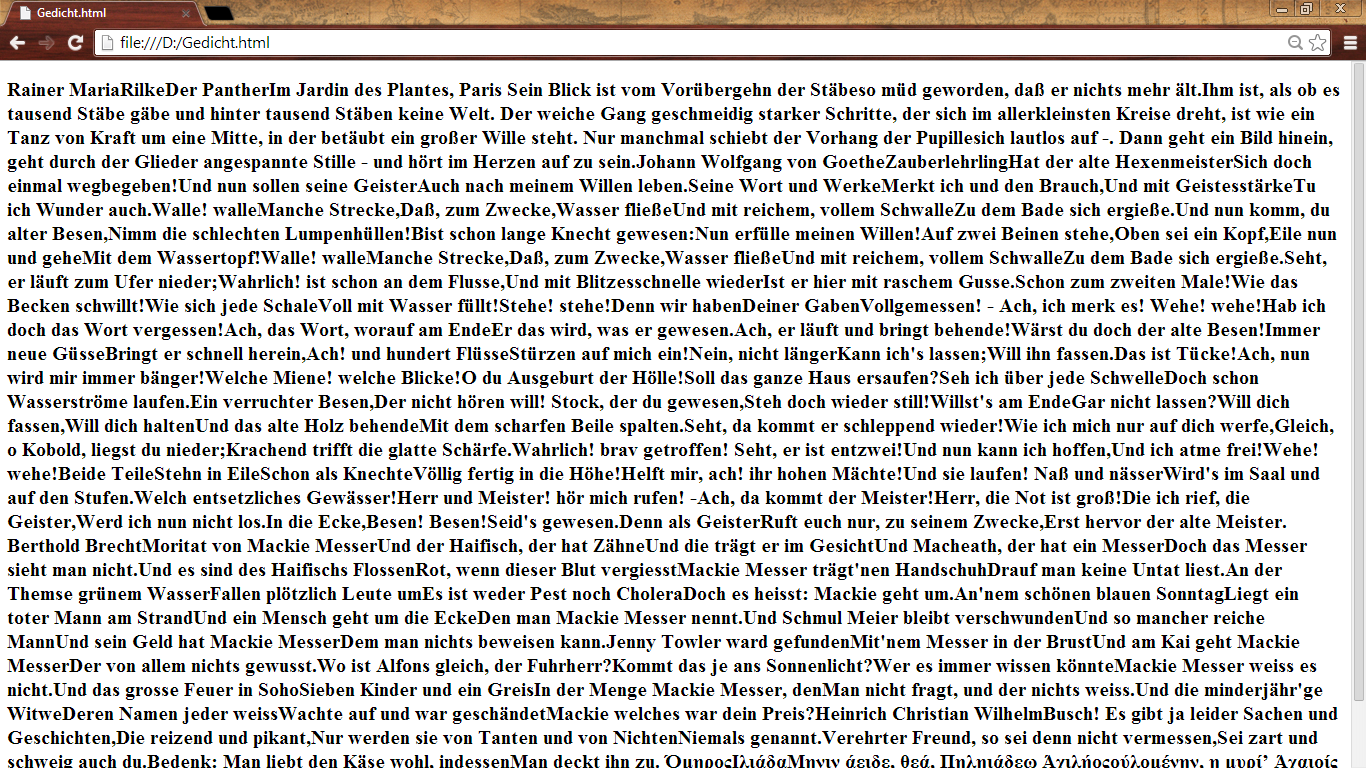 Gedicht.html
file:///D:/Gedicht.html
Rainer MariaRilkeDer PantherIm Jardin des Plantes, Paris Sein Blick ist vom Vorübergehn der Stäbeso müd geworden, daß er nichts mehr ält.Ihm ist, als ob es
tausend Stäbe gäbe und hinter tausend Stäben keine Welt. Der weiche Gang geschmeidig starker Schritte, der sich im allerkleinsten Kreise dreht, ist wie ein
Tanz von Kraft um eine Mitte, in der betäubt ein großer Wille steht. Nur manchmal schiebt der Vorhang der Pupillesich lautlos auf -. Dann geht ein Bild hinein,
geht durch der Glieder angespannte Stille - und hört im Herzen auf zu sein.Johann Wolfgang von GoetheZauberlehrlingHat der alte HexenmeisterSich doch
einmal wegbegeben!Und nun sollen seine GeisterAuch nach meinem Willen leben.Seine Wort und WerkeMerkt ich und den Brauch,Und mit GeistesstärkeTu
ich Wunder auch.Walle! walleManche Strecke,Daß, zum Zwecke,Wasser fließeUnd mit reichem, vollem SchwalleZu dem Bade sich ergieße.Und nun komm, du
alter Besen,Nimm die schlechten Lumpenhüllen!Bist schon lange Knecht gewesen:Nun erfülle meinen Willen!Auf zwei Beinen stehe,Oben sei ein Kopf,Eile nun
und geheMit dem Wassertopf!Walle! walleManche Strecke,Daß, zum Zwecke,Wasser fließeUnd mit reichem, vollem SchwalleZu dem Bade sich ergieße.Seht,
er läuft zum Ufer nieder;Wahrlich! ist schon an dem Flusse,Und mit Blitzesschnelle wiederIst er hier mit raschem Gusse.Schon zum zweiten Male!Wie das
Becken schwillt!Wie sich jede SchaleVoll mit Wasser füllt!Stehe! stehe!Denn wir habenDeiner GabenVollgemessen! - Ach, ich merk es! Wehe! wehe!Hab ich
doch das Wort vergessen!Ach, das Wort, worauf am EndeEr das wird, was er gewesen.Ach, er läuft und bringt behende!Wärst du doch der alte Besen!Immer
neue GüsseBringt er schnell herein,Ach! und hundert FlüsseStürzen auf mich ein!Nein, nicht längerKann ich's lassen;Will ihn fassen.Das ist Tücke!Ach, nun
wird mir immer bänger!Welche Miene! welche Blicke!O du Ausgeburt der Hölle!Soll das ganze Haus ersaufen?Seh ich über jede SchwelleDoch schon
Wasserströme laufen.Ein verruchter Besen,Der nicht hören will! Stock, der du gewesen,Steh doch wieder still!Willst's am EndeGar nicht lassen?Will dich
fassen,Will dich haltenUnd das alte Holz behendeMit dem scharfen Beile spalten.Seht, da kommt er schleppend wieder!Wie ich mich nur auf dich werfe,Gleich,
o Kobold, liegst du nieder;Krachend trifft die glatte Schärfe.Wahrlich! brav getroffen! Seht, er ist entzwei!Und nun kann ich hoffen,Und ich atme frei!Wehe!
wehe!Beide TeileStehn in EileSchon als KnechteVöllig fertig in die Höhe!Helft mir, ach! ihr hohen Mächte!Und sie laufen! Naß und nässerWird's im Saal und
auf den Stufen.Welch entsetzliches Gewässer!Herr und Meister! hör mich rufen! -Ach, da kommt der Meister!Herr, die Not ist groß!Die ich rief, die
Geister,Werd ich nun nicht los.In die Ecke,Besen! Besen!Seid's gewesen.Denn als GeisterRuft euch nur, zu seinem Zwecke,Erst hervor der alte Meister.
Berthold BrechtMoritat von Mackie MesserUnd der Haifisch, der hat ZähneUnd die trägt er im GesichtUnd Macheath, der hat ein MesserDoch das Messer
sieht man nicht.Und es sind des Haifischs FlossenRot, wenn dieser Blut vergiesstMackie Messer trägt'nen HandschuhDrauf man keine Untat liest.An der
Themse grünem WasserFallen plötzlich Leute umEs ist weder Pest noch CholeraDoch es heisst: Mackie geht um.An'nem schönen blauen SonntagLiegt ein
toter Mann am StrandUnd ein Mensch geht um die EckeDen man Mackie Messer nennt.Und Schmul Meier bleibt verschwundenUnd so mancher reiche
MannUnd sein Geld hat Mackie MesserDem man nichts beweisen kann.Jenny Towler ward gefundenMit'nem Messer in der BrustUnd am Kai geht Mackie
MesserDer von allem nichts gewusst.Wo ist Alfons gleich, der Fuhrherr?Kommt das je ans Sonnenlicht?Wer es immer wissen könnteMackie Messer weiss es
nicht.Und das grosse Feuer in SohoSieben Kinder und ein GreisIn der Menge Mackie Messer, denMan nicht fragt, und der nichts weiss.Und die minderjähr'ge
WitweDeren Namen jeder weissWachte auf und war geschändetMackie welches war dein Preis?Heinrich Christian WilhelmBusch! Es gibt ja leider Sachen und
Geschichten,Die reizend und pikant,Nur werden sie von Tanten und von NichtenNiemals genannt.Verehrter Freund, so sei denn nicht vermessen,Sei zart und
schweig auch du.Bedenk: Man liebt den Käse wohl, indessenMan deckt ihn zu. ὍμηροςἸλιάδαΜῆνιν ἄειδε, θεά, Πηληιάδεω Ἀχιλῆοςοὐλομένην, ἣ μυρί’ Ἀχαιοῖς